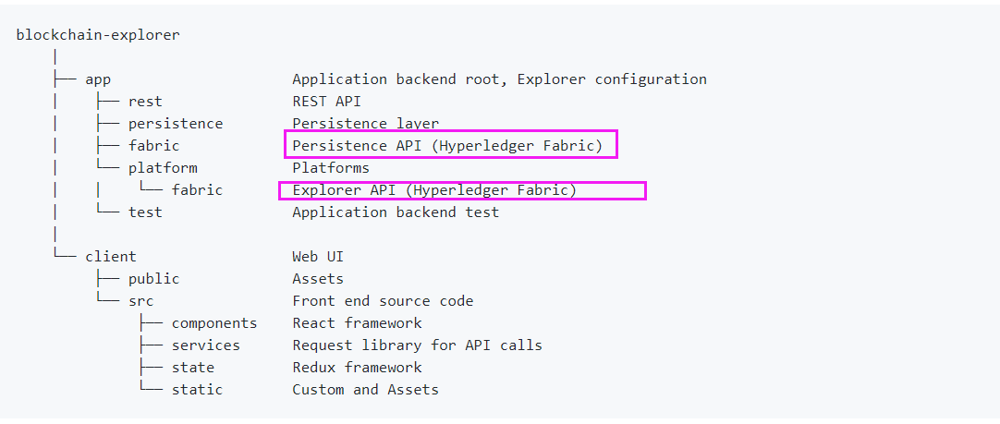 blockchain-explorer
    |
    ├── app                     Application backend root, Explorer configuration
    |    ├── rest               REST API
    |    ├── persistence        Persistence layer
    |    ├── fabric             Persistence API (Hyperledger Fabric)
    |    └── platform           Platforms
    |    |    └── fabric        Explorer API (Hyperledger Fabric)
    |    └── test               Application backend test
    |
    └── client                  Web UI
         ├── public             Assets
         └── src                Front end source code
              ├── components    React framework
              ├── services      Request library for API calls
              ├── state         Redux framework
              └── static        Custom and Assets